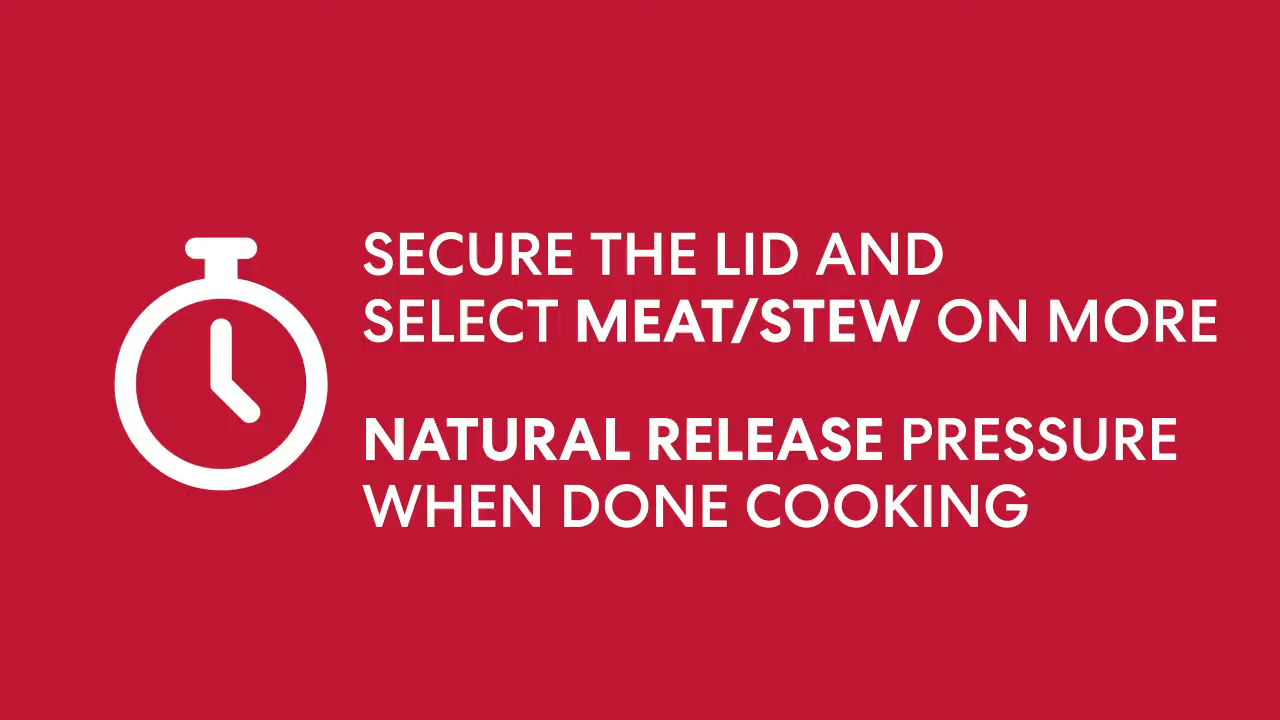 SECURE THE LID AND
SELECT MEAT/STEW ON MORE
NATURAL RELEASE PRESSURE
WHEN DONE COOKING